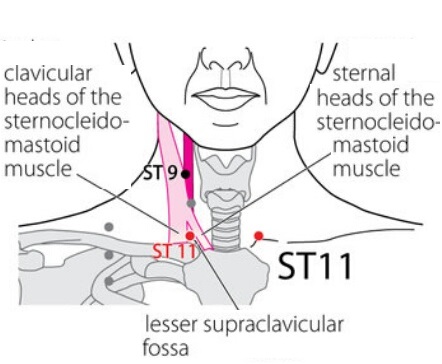 clavicular
heads of the
sternocleido-
mastoid
muscle
sternal
heads of the
sternocleido-
mastoid
muscle
ST 9
ST 11
ST11
lesser supraclavicular
fossa